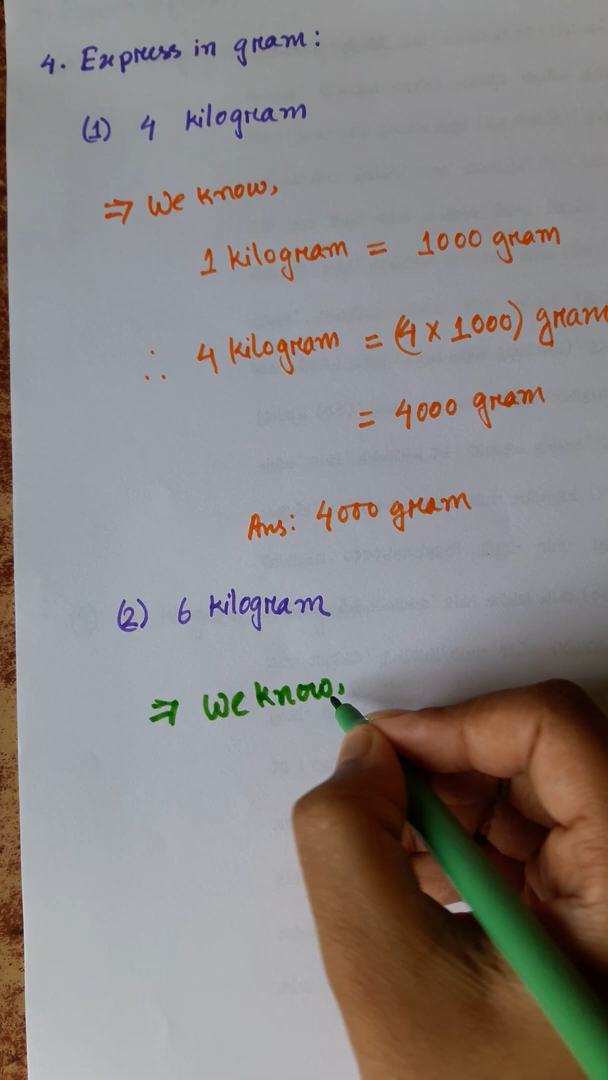 4. Express in gram:
(1) 4 kilogram
⇒ We know,
1 kilogram = 1000 gram
∴ 4 kilogram = (4 × 1000) gram
= 4000 gram
Ans: 4000 gram
(2) 6 kilogram
⇒ We know,